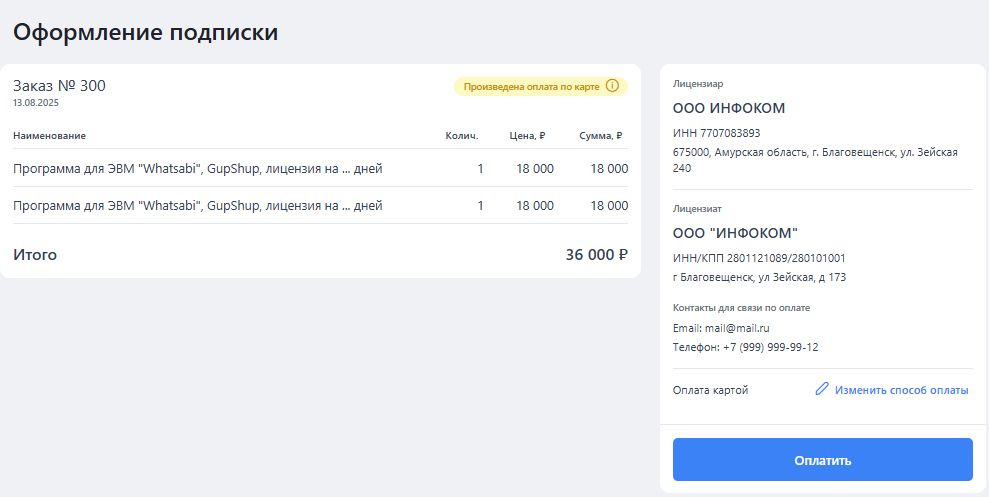 Оформление подписки
Заказ № 300
Произведена оплата по карте
13.08.2025
Наименование Колич. Цена, ₽ Сумма, ₽
Программа для ЭВМ "Whatsabi", GupShup, лицензия на ... дней 1 18 000 18 000
Программа для ЭВМ "Whatsabi", GupShup, лицензия на ... дней 1 18 000 18 000
Итого 36 000 ₽
Лицензиар
ООО ИНФОКОМ
ИНН 7707083893
675000, Амурская область, г. Благовещенск, ул. Зейская
240
Лицензиат
ООО "ИНФОКОМ"
ИНН/КПП 2801121089/280101001
г Благовещенск, ул Зейская, д 173
Контакты для связи по оплате
Email: mail@mail.ru
Телефон: +7 (999) 999-99-12
Оплата картой Изменить способ оплаты
Оплатить